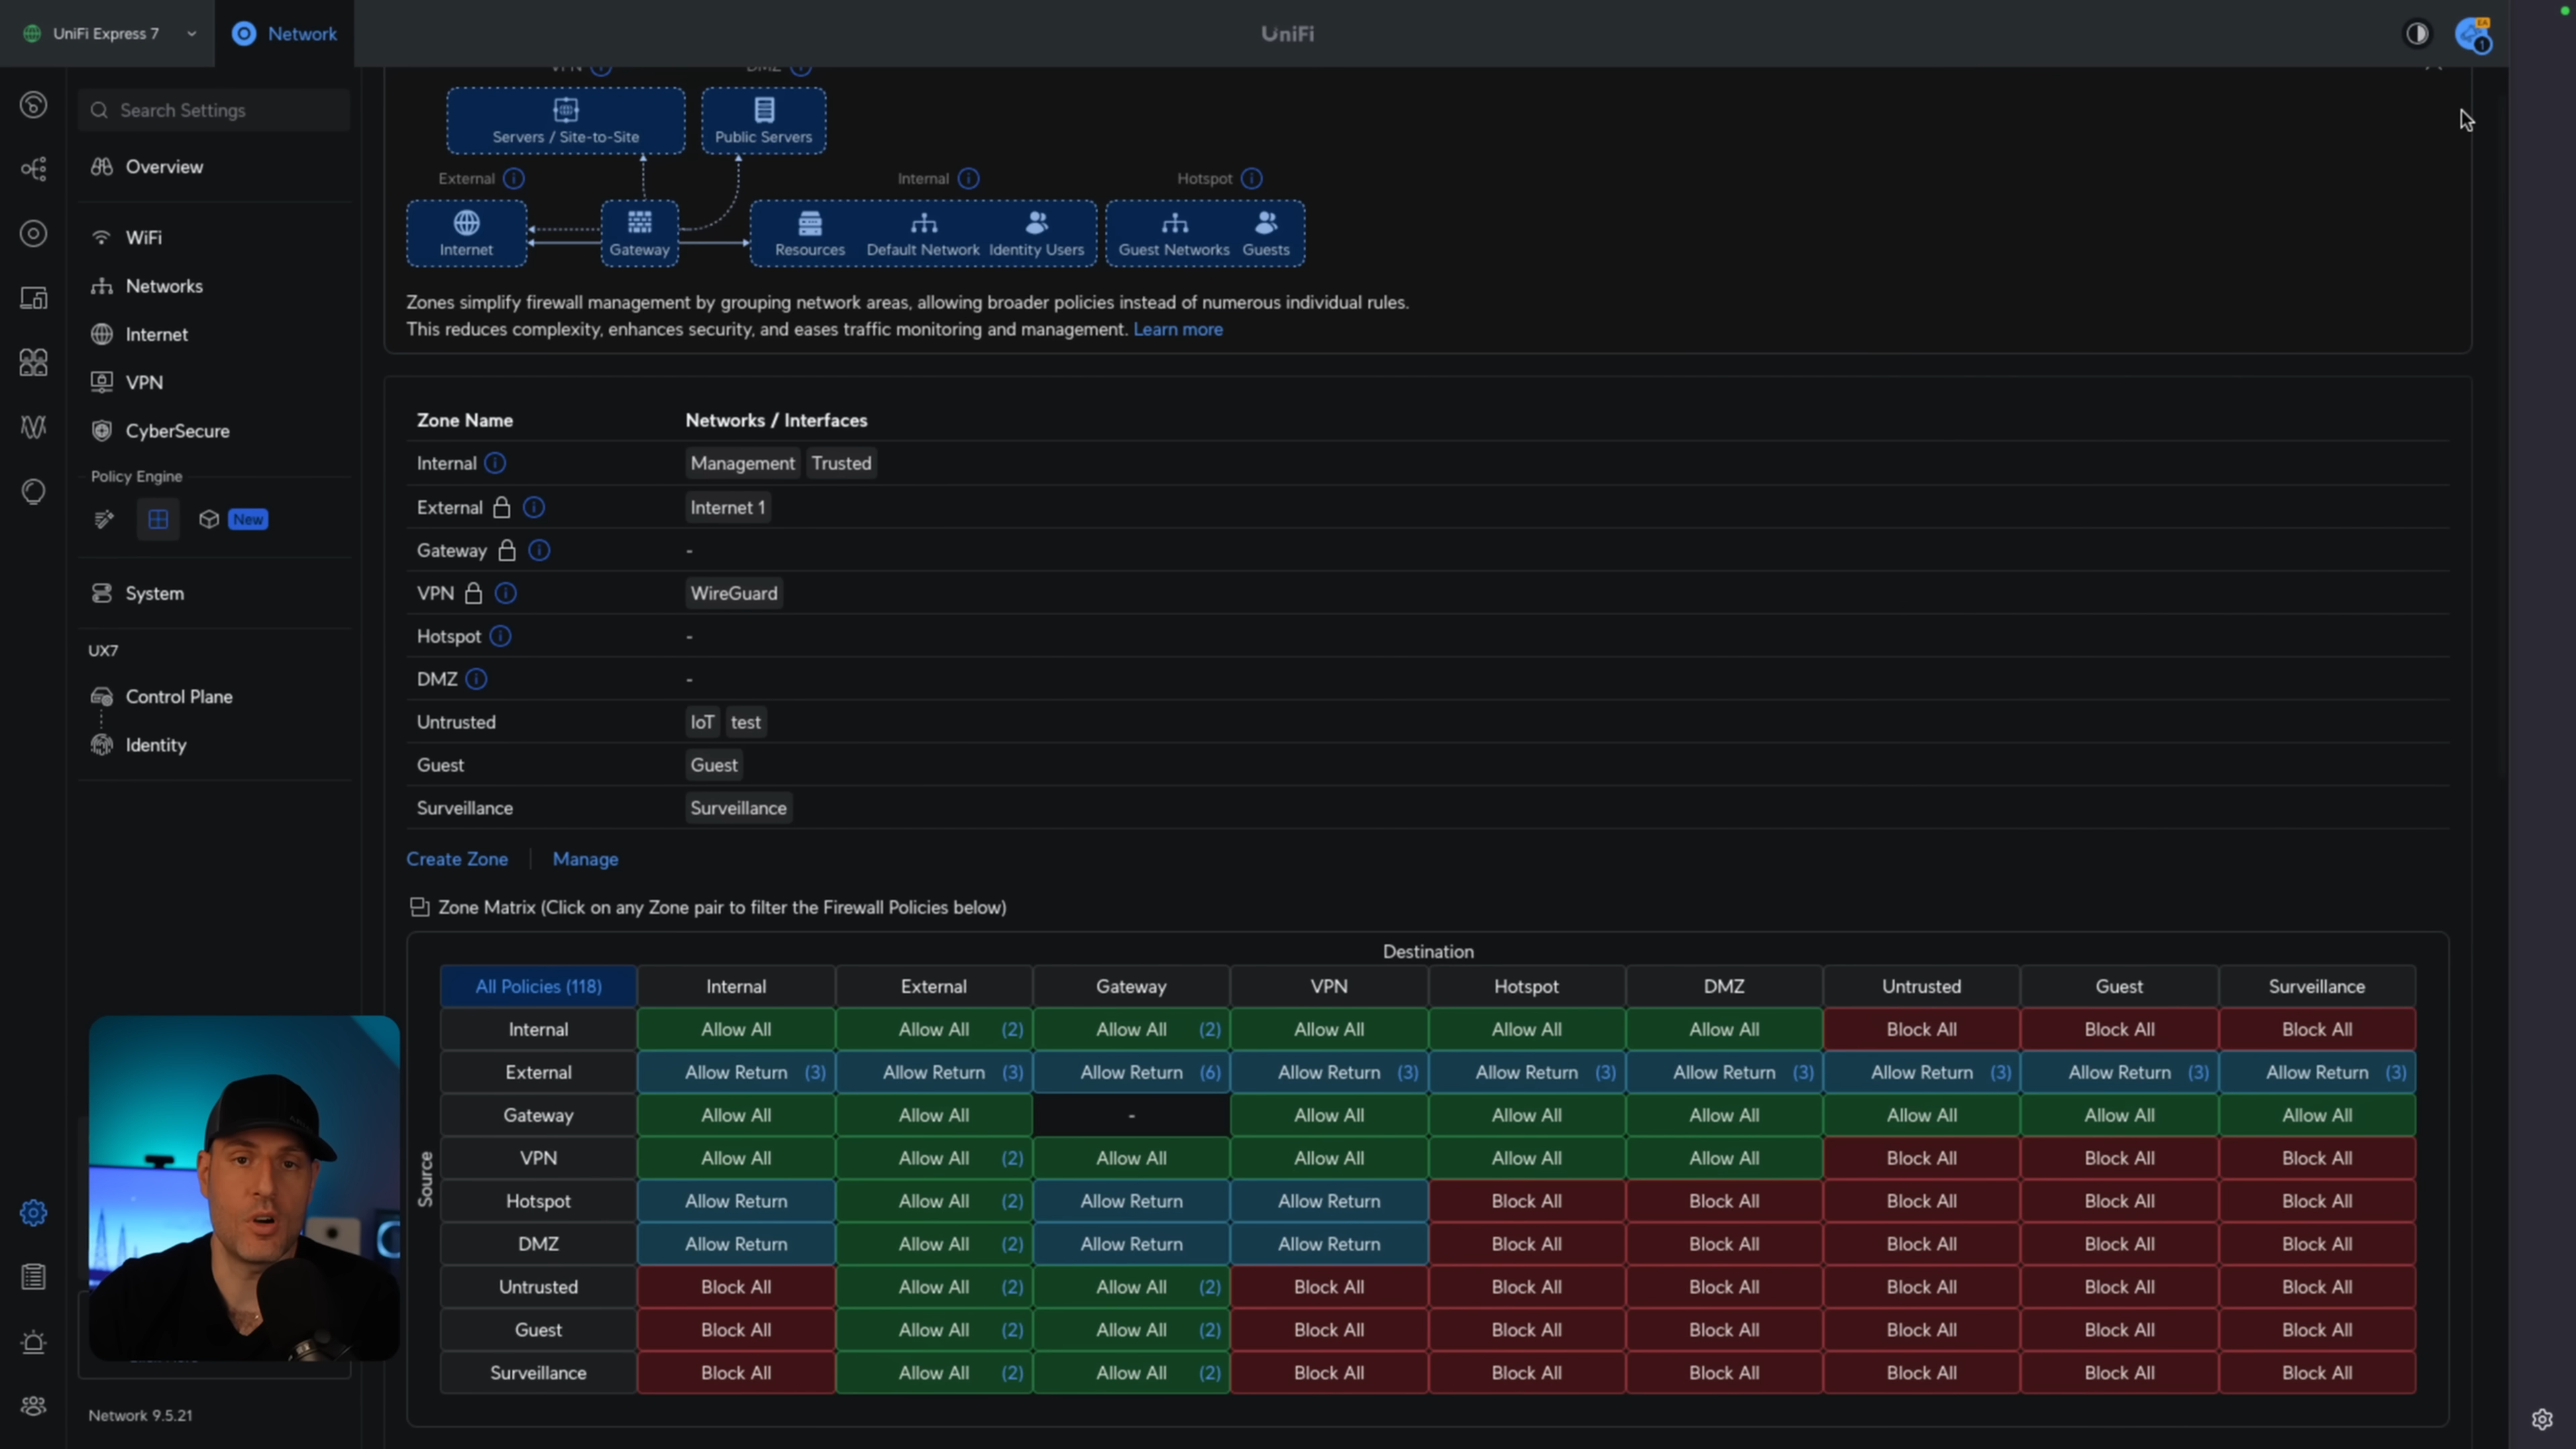 UniFi Express 7
Network
UniFi
EA
1
Search Settings
Overview
WiFi
Networks
Internet
VPN
CyberSecure
Policy Engine
New
System
UX7
Control Plane
Identity
Network 9.5.21
VPN DMZ
Servers / Site-to-Site
Public Servers
External
Internal
Hotspot
Internet
Gateway
Resources
Default Network
Identity Users
Guest Networks
Guests
Zones simplify firewall management by grouping network areas, allowing broader policies instead of numerous individual rules.
This reduces complexity, enhances security, and eases traffic monitoring and management. Learn more
Zone Name Networks / Interfaces
Internal Management Trusted
External Internet 1
Gateway -
VPN WireGuard
Hotspot -
DMZ -
Untrusted IoT test
Guest Guest
Surveillance Surveillance
Create Zone Manage
Zone Matrix (Click on any Zone pair to filter the Firewall Policies below)
Destination
Source
All Policies (118) Internal External Gateway VPN Hotspot DMZ Untrusted Guest Surveillance
Internal Allow All Allow All (2) Allow All (2) Allow All Allow All Allow All Block All Block All Block All
External Allow Return (3) Allow Return (3) Allow Return (6) Allow Return (3) Allow Return (3) Allow Return (3) Allow Return (3) Allow Return (3) Allow Return (3)
Gateway Allow All Allow All - Allow All Allow All Allow All Allow All Allow All Allow All
VPN Allow All Allow All (2) Allow All Allow All Allow All Allow All Block All Block All Block All
Hotspot Allow Return Allow All (2) Allow Return Allow Return Block All Block All Block All Block All Block All
DMZ Allow Return Allow All (2) Allow Return Allow Return Block All Block All Block All Block All Block All
Untrusted Block All Allow All (2) Allow All (2) Block All Block All Block All Block All Block All Block All
Guest Block All Allow All (2) Allow All (2) Block All Block All Block All Block All Block All Block All
Surveillance Block All Allow All (2) Allow All (2) Block All Block All Block All Block All Block All Block All